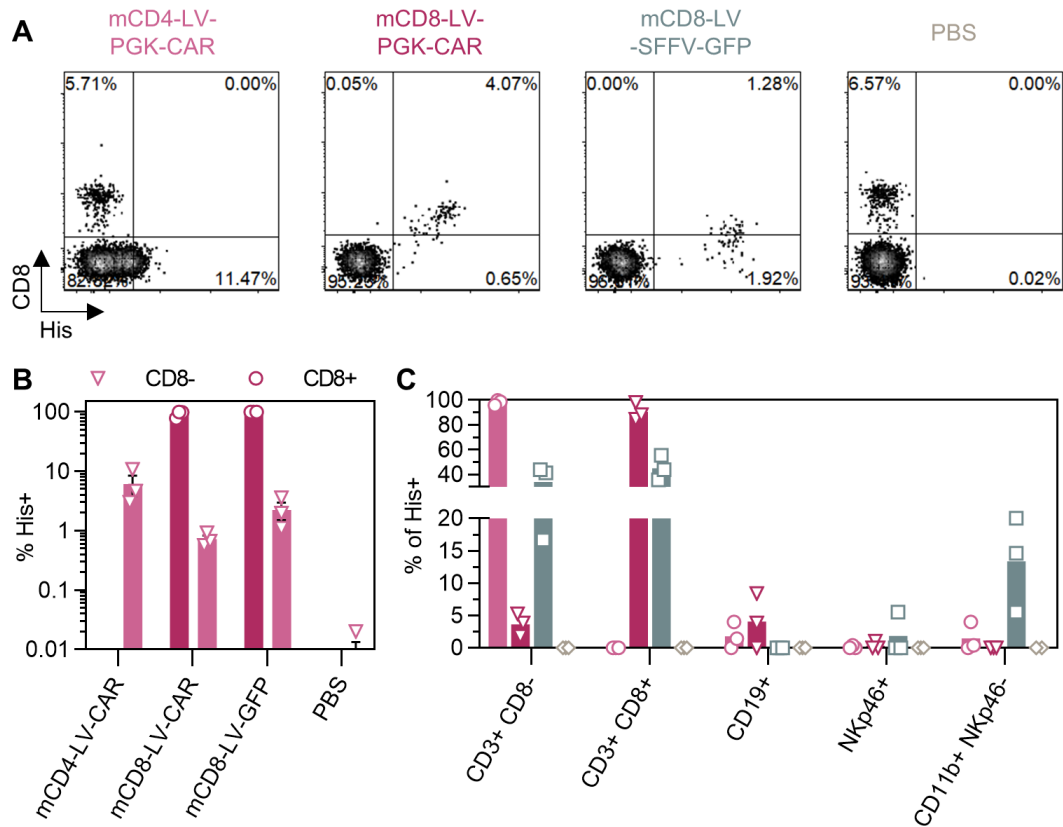 A
mCD4-LV-
PGK-CAR
mCD8-LV-
PGK-CAR
mCD8-LV
-SFFV-GFP
PBS
5.71% 0.00%
11.47%
0.05% 4.07%
0.65%
0.00% 1.28%
1.92%
6.57% 0.00%
0.02%
CD8
His
B
CD8- CD8+
% His+
100
10
1
0.1
0.01
mCD4-LV-CAR
mCD8-LV-CAR
mCD8-LV-GFP
PBS
C
% of His+
100
80
60
40
20
15
10
5
0
CD3+ CD8-
CD3+ CD8+
CD19+
NKp46+
CD11b+ NKp46-